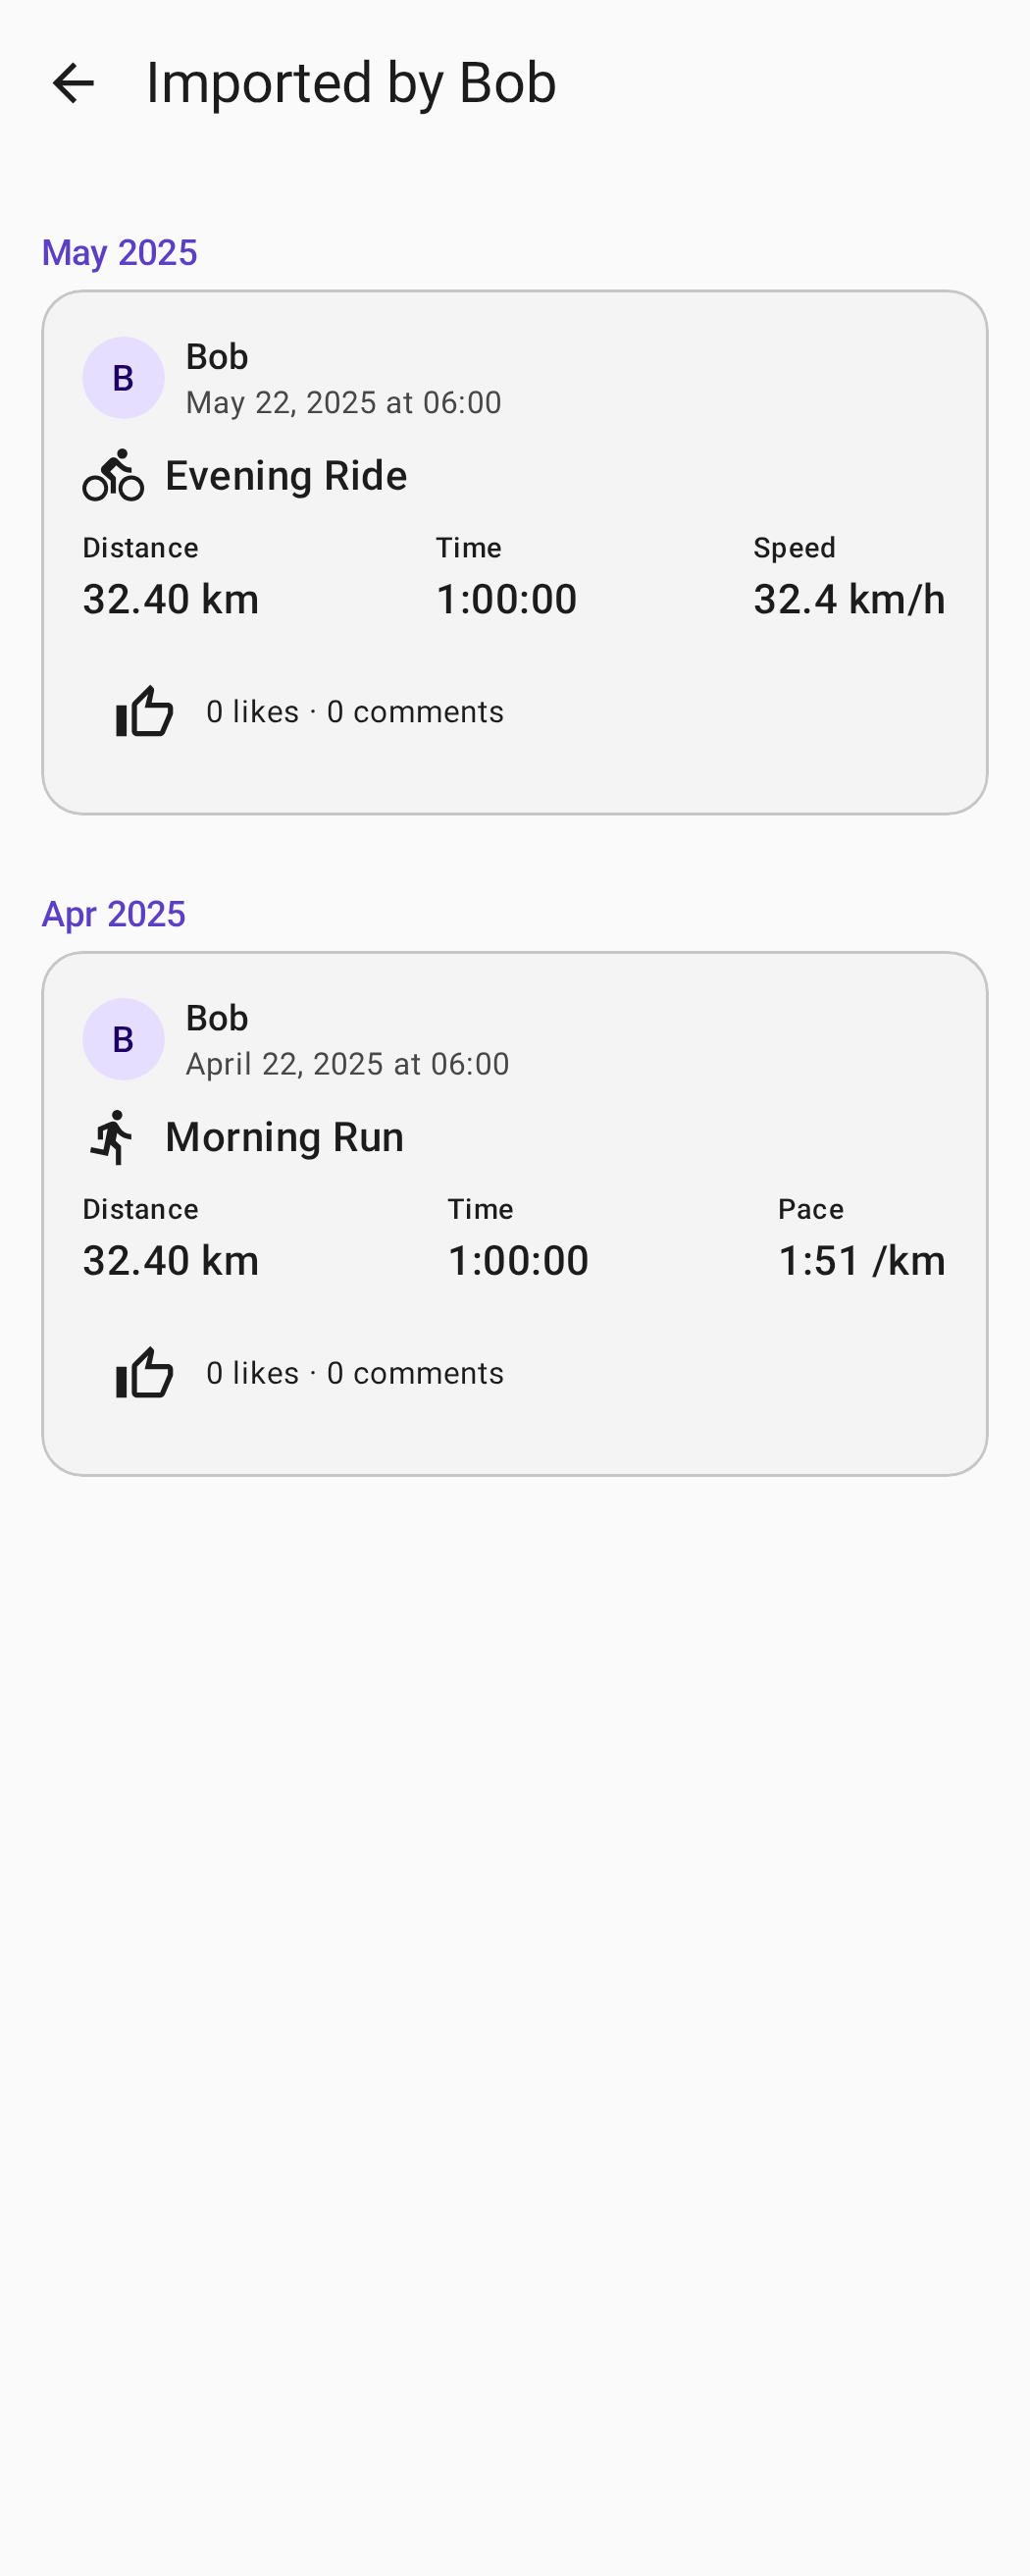 Imported by Bob
May 2025
B
Bob
May 22, 2025 at 06:00
Evening Ride
Distance Time Speed
32.40 km 1:00:00 32.4 km/h
0 likes · 0 comments
Apr 2025
B
Bob
April 22, 2025 at 06:00
Morning Run
Distance Time Pace
32.40 km 1:00:00 1:51 /km
0 likes · 0 comments